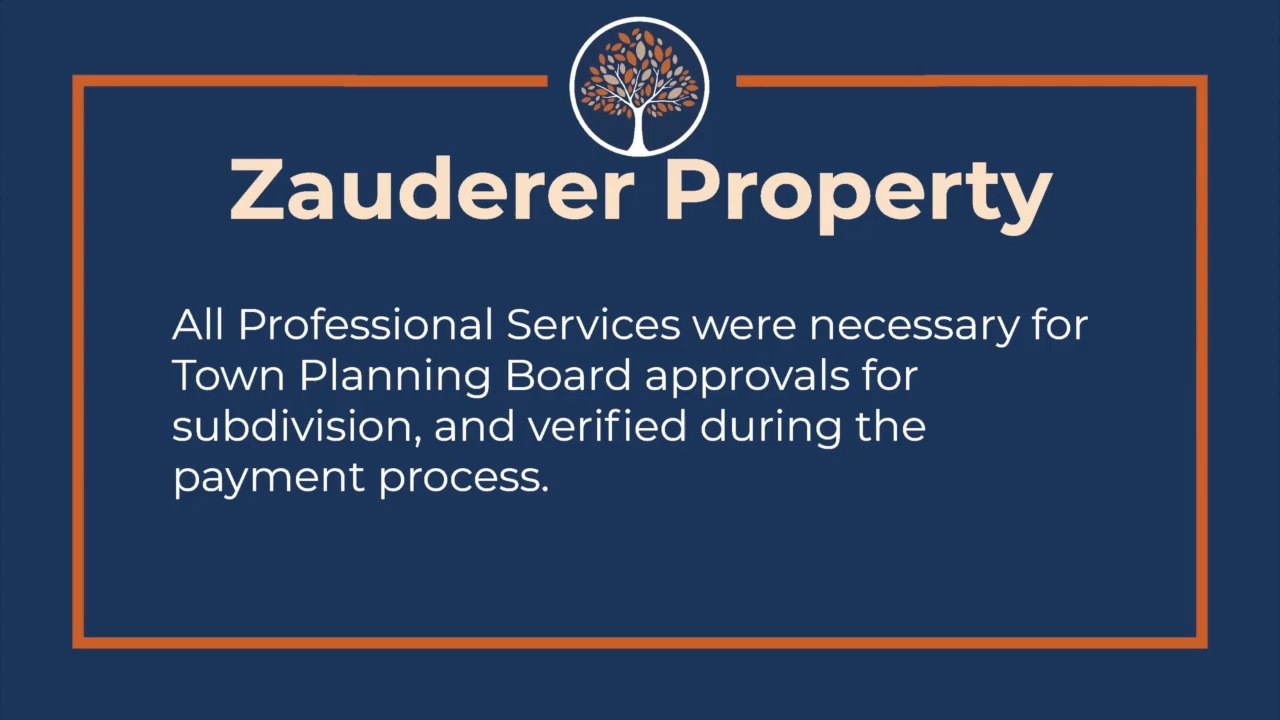 Zauderer Property
All Professional Services were necessary for
Town Planning Board approvals for
subdivision, and verified during the
payment process.